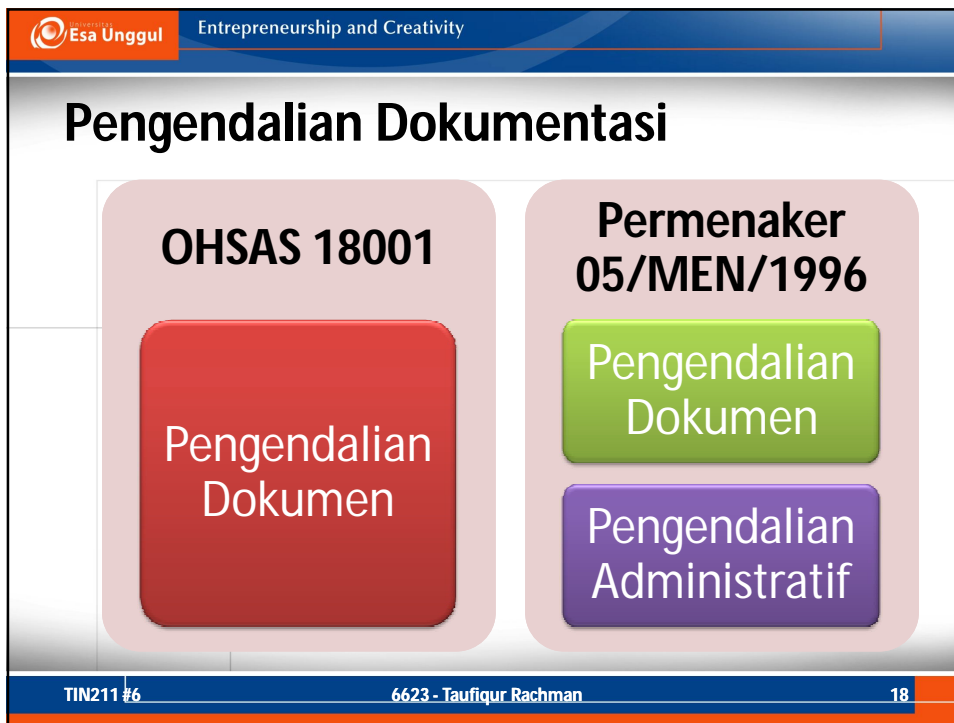 Universitas
Esa Unggul
Entrepreneurship and Creativity
Pengendalian Dokumentasi
OHSAS 18001
Pengendalian
Dokumen
Permenaker
05/MEN/1996
Pengendalian
Dokumen
Pengendalian
Administratif
TIN211 #6
6623 - Taufiqur Rachman
18